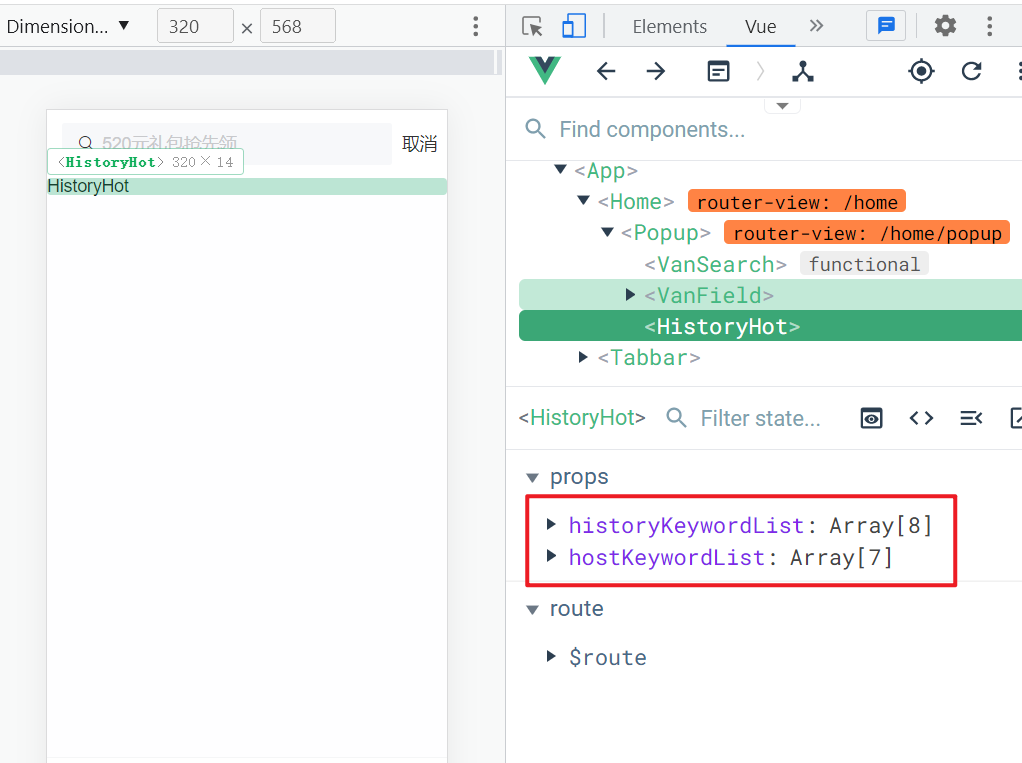 Dimension... ▼ 320 × 568
Elements Vue
Find components...
520元礼包抢先领 取消
<HistoryHot> 320 × 14
HistoryHot
<App>
<Home> router-view: /home
<Popup> router-view: /home/popup
<VanSearch> functional
<VanField>
<HistoryHot>
<Tabbar>
<HistoryHot> Filter state...
props
historyKeywordList: Array[8]
hostKeywordList: Array[7]
route
$route